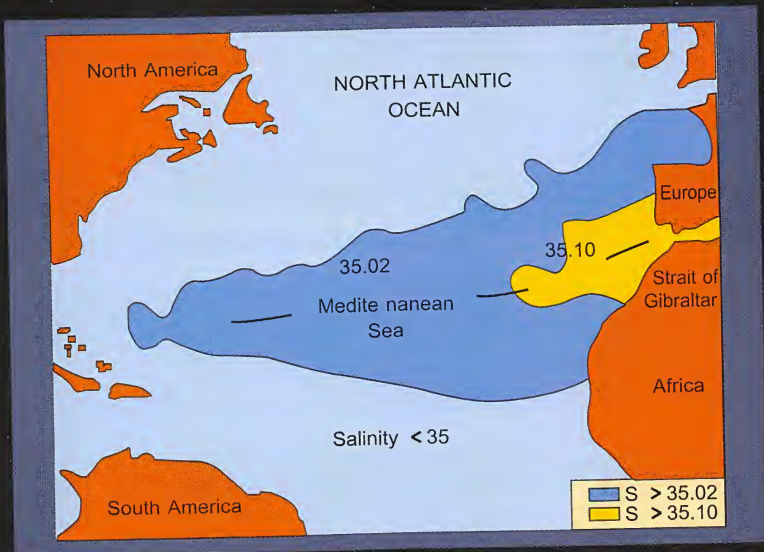 North America
NORTH ATLANTIC
OCEAN
Europe
35.10
35.02
Strait of
Gibraltar
Medite nanean
Sea
Africa
Salinity < 35
South America
S > 35.02
S > 35.10